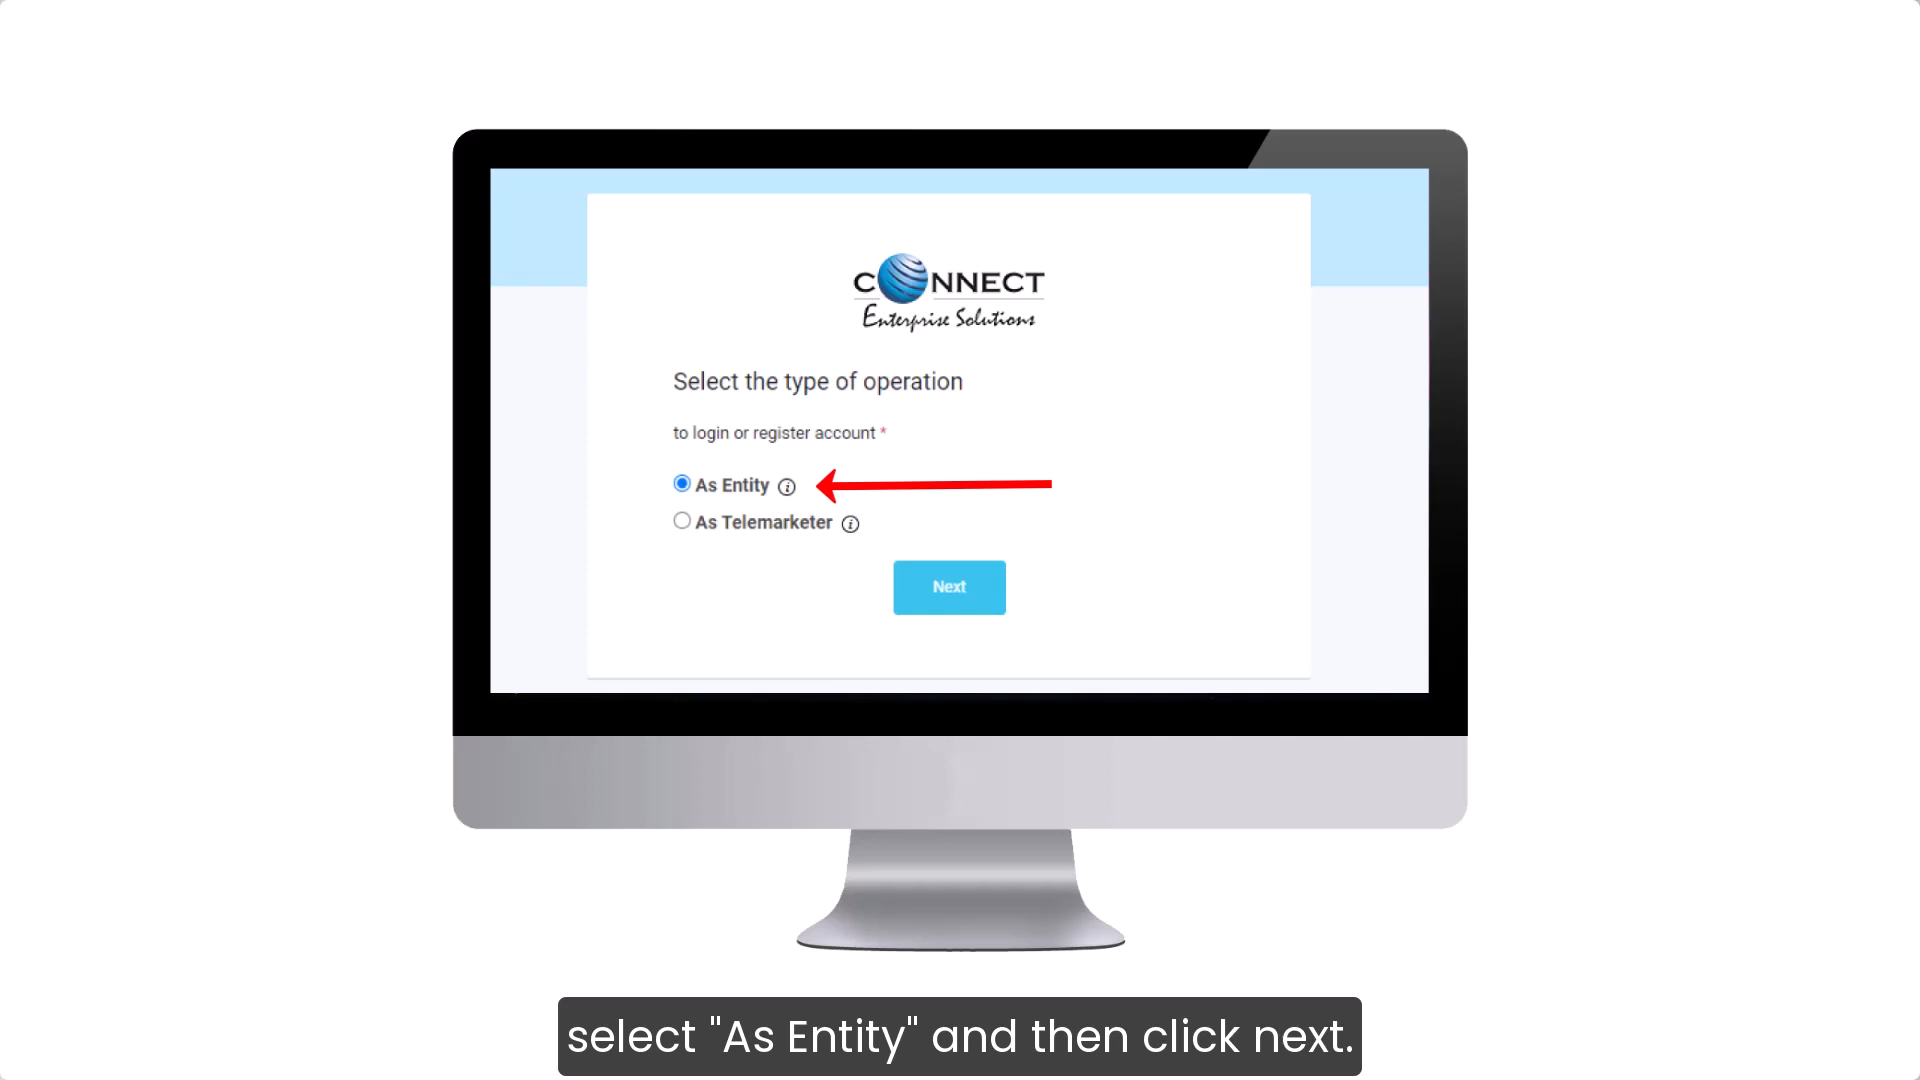 CONNECT
Enterprise Solutions
Select the type of operation
to login or register account *
As Entity
As Telemarketer
Next
select "As Entity" and then click next.